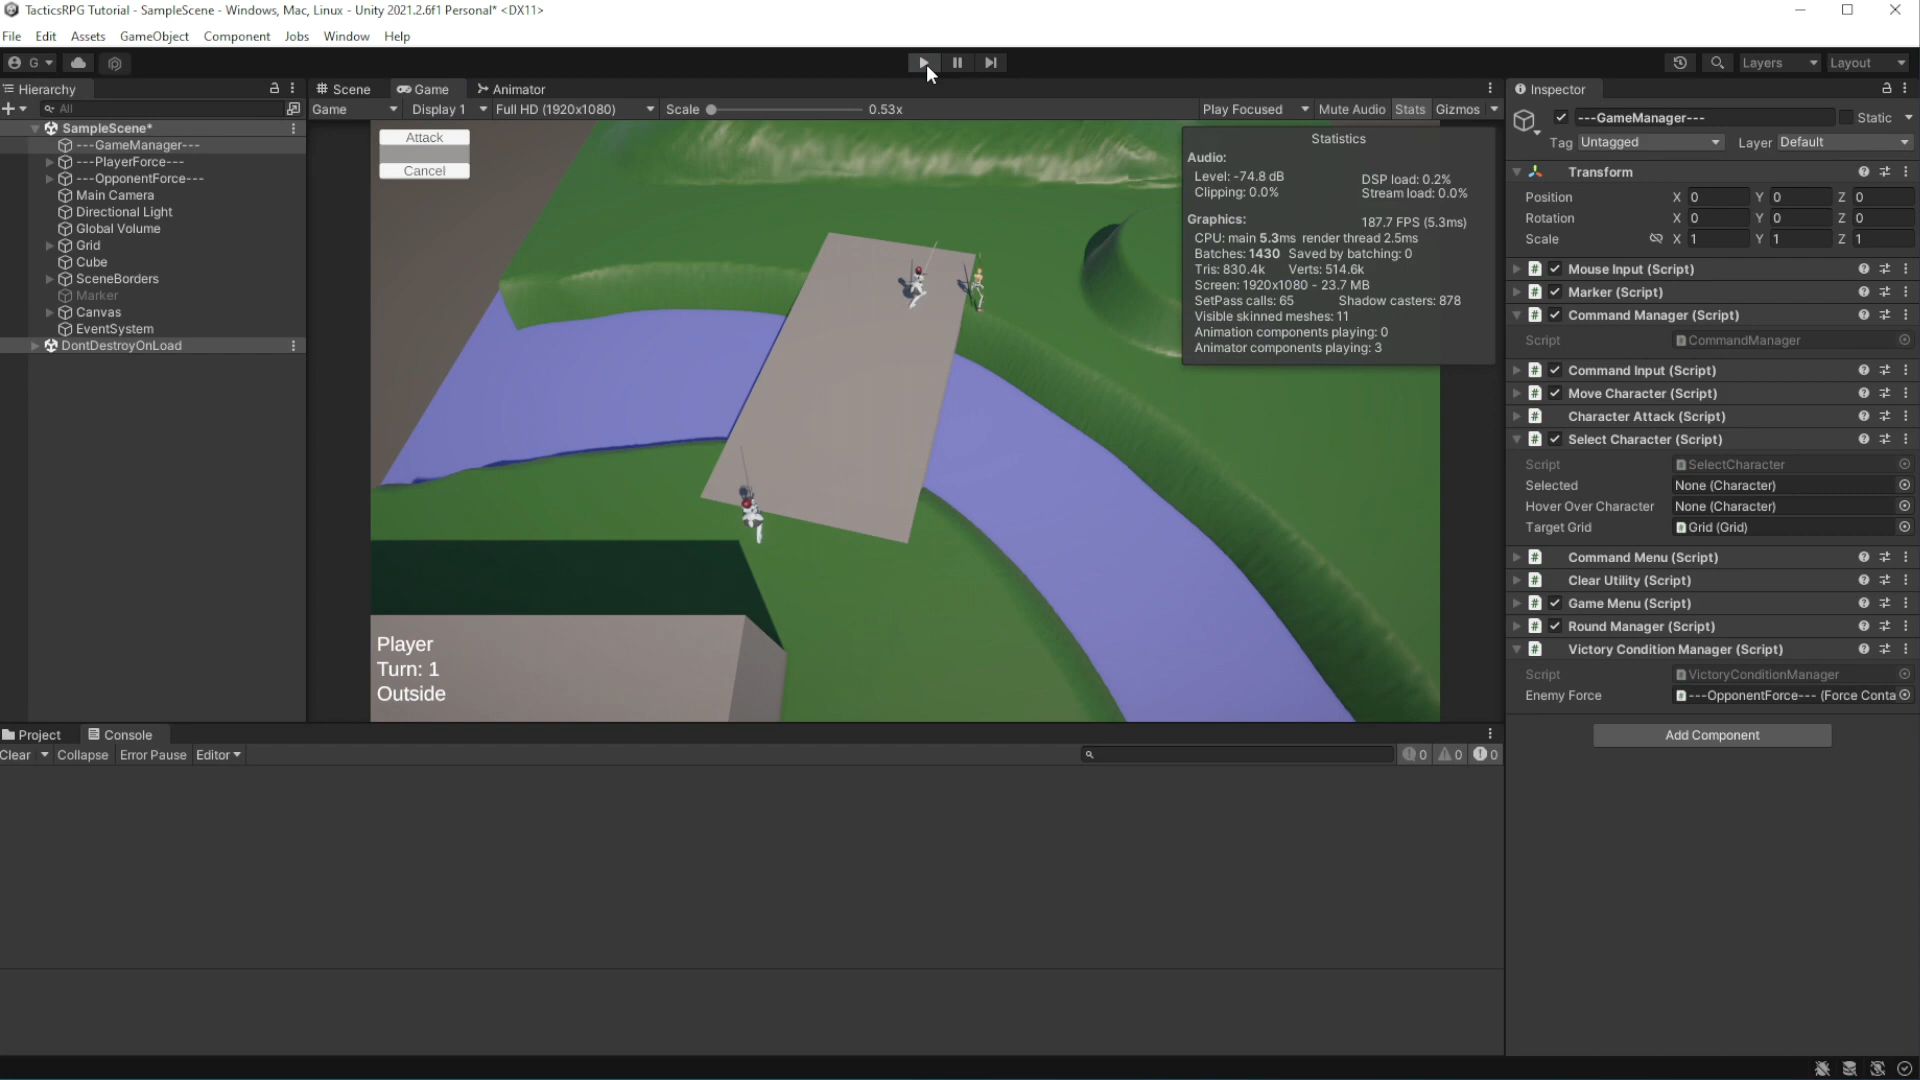 TacticsRPG Tutorial - SampleScene - Windows, Mac, Linux - Unity 2021.2.6f1 Personal* <DX11>
File Edit Assets GameObject Component Jobs Window Help
G Layers Layout
Hierarchy
All
SampleScene*
---GameManager---
---PlayerForce---
---OpponentForce---
Main Camera
Directional Light
Global Volume
Grid
Cube
SceneBorders
Marker
Canvas
EventSystem
DontDestroyOnLoad
Scene Game Animator
Game Display 1 Full HD (1920x1080) Scale 0.53x Play Focused Mute Audio Stats Gizmos
Attack
Cancel
Statistics
Audio:
Level: -74.8 dB DSP load: 0.2%
Clipping: 0.0% Stream load: 0.0%
Graphics: 187.7 FPS (5.3ms)
CPU: main 5.3ms render thread 2.5ms
Batches: 1430 Saved by batching: 0
Tris: 830.4k Verts: 514.6k
Screen: 1920x1080 - 23.7 MB
SetPass calls: 65 Shadow casters: 878
Visible skinned meshes: 11
Animation components playing: 0
Animator components playing: 3
Player
Turn: 1
Outside
Inspector
---GameManager--- Static
Tag Untagged Layer Default
Transform
Position X 0 Y 0 Z 0
Rotation X 0 Y 0 Z 0
Scale X 1 Y 1 Z 1
# Mouse Input (Script)
# Marker (Script)
# Command Manager (Script)
Script CommandManager
# Command Input (Script)
# Move Character (Script)
# Character Attack (Script)
# Select Character (Script)
Script SelectCharacter
Selected None (Character)
Hover Over Character None (Character)
Target Grid Grid (Grid)
# Command Menu (Script)
# Clear Utility (Script)
# Game Menu (Script)
# Round Manager (Script)
# Victory Condition Manager (Script)
Script VictoryConditionManager
Enemy Force ---OpponentForce--- (Force Conta
Add Component
Project Console
Clear Collapse Error Pause Editor 0 0 0